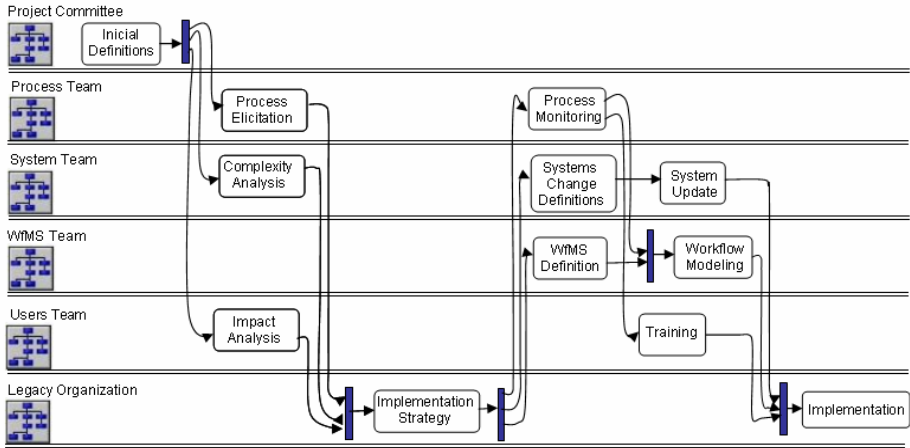 Project Committee
Inicial
Definitions
Process Team
Process
Elicitation
Process
Monitoring
System Team
Complexity
Analysis
Systems
Change
Definitions
System
Update
WfMS Team
WfMS
Definition
Workflow
Modeling
Users Team
Impact
Analysis
Training
Legacy Organization
Implementation
Strategy
Implementation